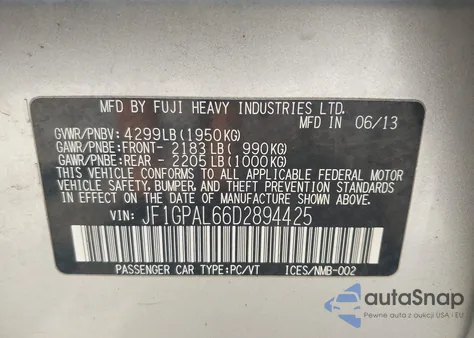 MFD BY FUJI HEAVY INDUSTRIES LTD.
IN 06/13
GVWR/PNBV: 4299LB(1950KG)
GAWR/PNBE:FRONT- 2183LB( 990KG)
GAWR/PNBE:REAR - 2205LB(1000KG)
THIS VEHICLE CONFORMS TO ALL APPLICABLE FEDERAL MOTOR
VEHICLE SAFETY, BUMPER, AND THEFT PREVENTION STANDARDS
IN EFFECT ON THE DATE OF MANUFACTURE SHOWN ABOVE.
VIN: JF1GPAL66D2894425
PASSENGER CAR TYPE:PC/VT ICES/NMB-002
autoSnap
Pewne auta z dostawą z USA i EU